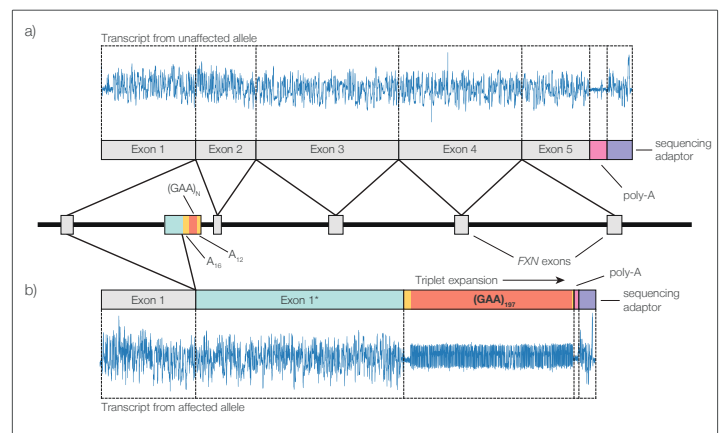 a)
Transcript from unaffected allele
Exon 1 Exon 2 Exon 3 Exon 4 Exon 5
sequencing
adaptor
poly-A
(GAA)N
A16
A12
FXN exons
b)
Triplet expansion
poly-A
Exon 1 Exon 1* (GAA)197
sequencing
adaptor
Transcript from affected allele